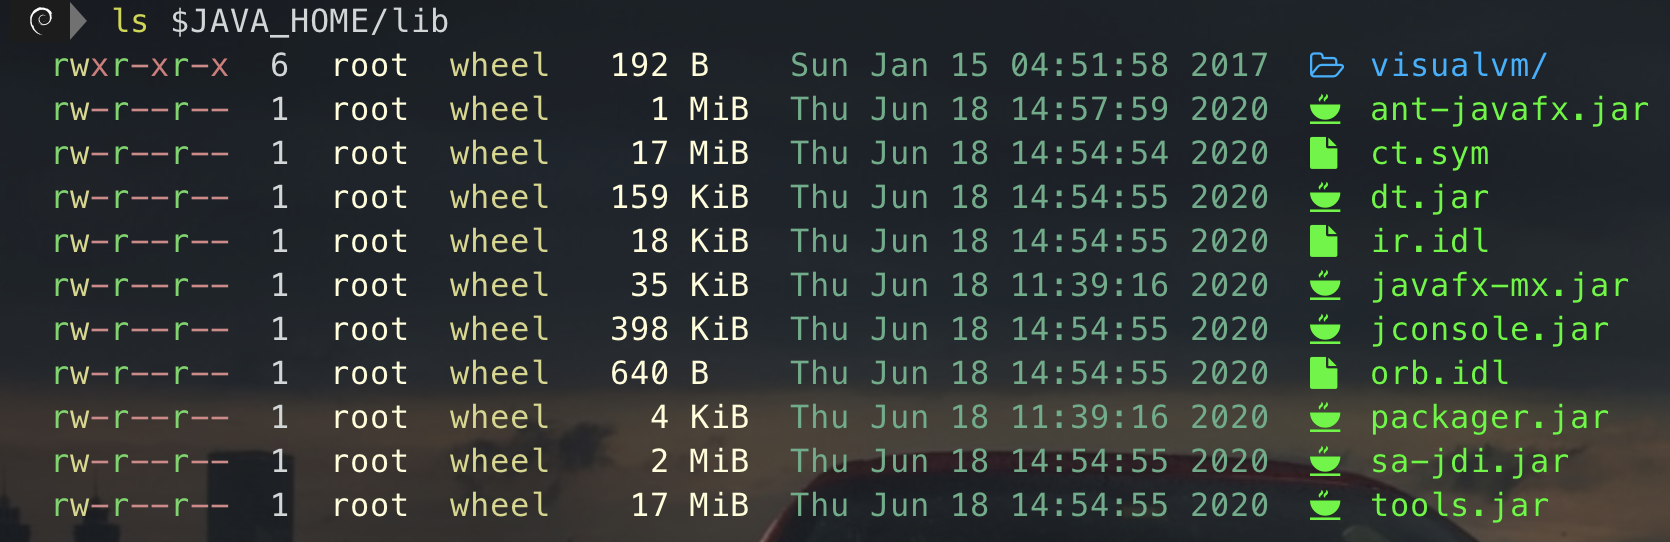 ls $JAVA_HOME/lib
rwxr-xr-x 6 root wheel 192 B Sun Jan 15 04:51:58 2017 visualvm/
rw-r--r-- 1 root wheel 1 MiB Thu Jun 18 14:57:59 2020 ant-javafx.jar
rw-r--r-- 1 root wheel 17 MiB Thu Jun 18 14:54:54 2020 ct.sym
rw-r--r-- 1 root wheel 159 KiB Thu Jun 18 14:54:55 2020 dt.jar
rw-r--r-- 1 root wheel 18 KiB Thu Jun 18 14:54:55 2020 ir.idl
rw-r--r-- 1 root wheel 35 KiB Thu Jun 18 11:39:16 2020 javafx-mx.jar
rw-r--r-- 1 root wheel 398 KiB Thu Jun 18 14:54:55 2020 jconsole.jar
rw-r--r-- 1 root wheel 640 B Thu Jun 18 14:54:55 2020 orb.idl
rw-r--r-- 1 root wheel 4 KiB Thu Jun 18 11:39:16 2020 packager.jar
rw-r--r-- 1 root wheel 2 MiB Thu Jun 18 14:54:55 2020 sa-jdi.jar
rw-r--r-- 1 root wheel 17 MiB Thu Jun 18 14:54:55 2020 tools.jar